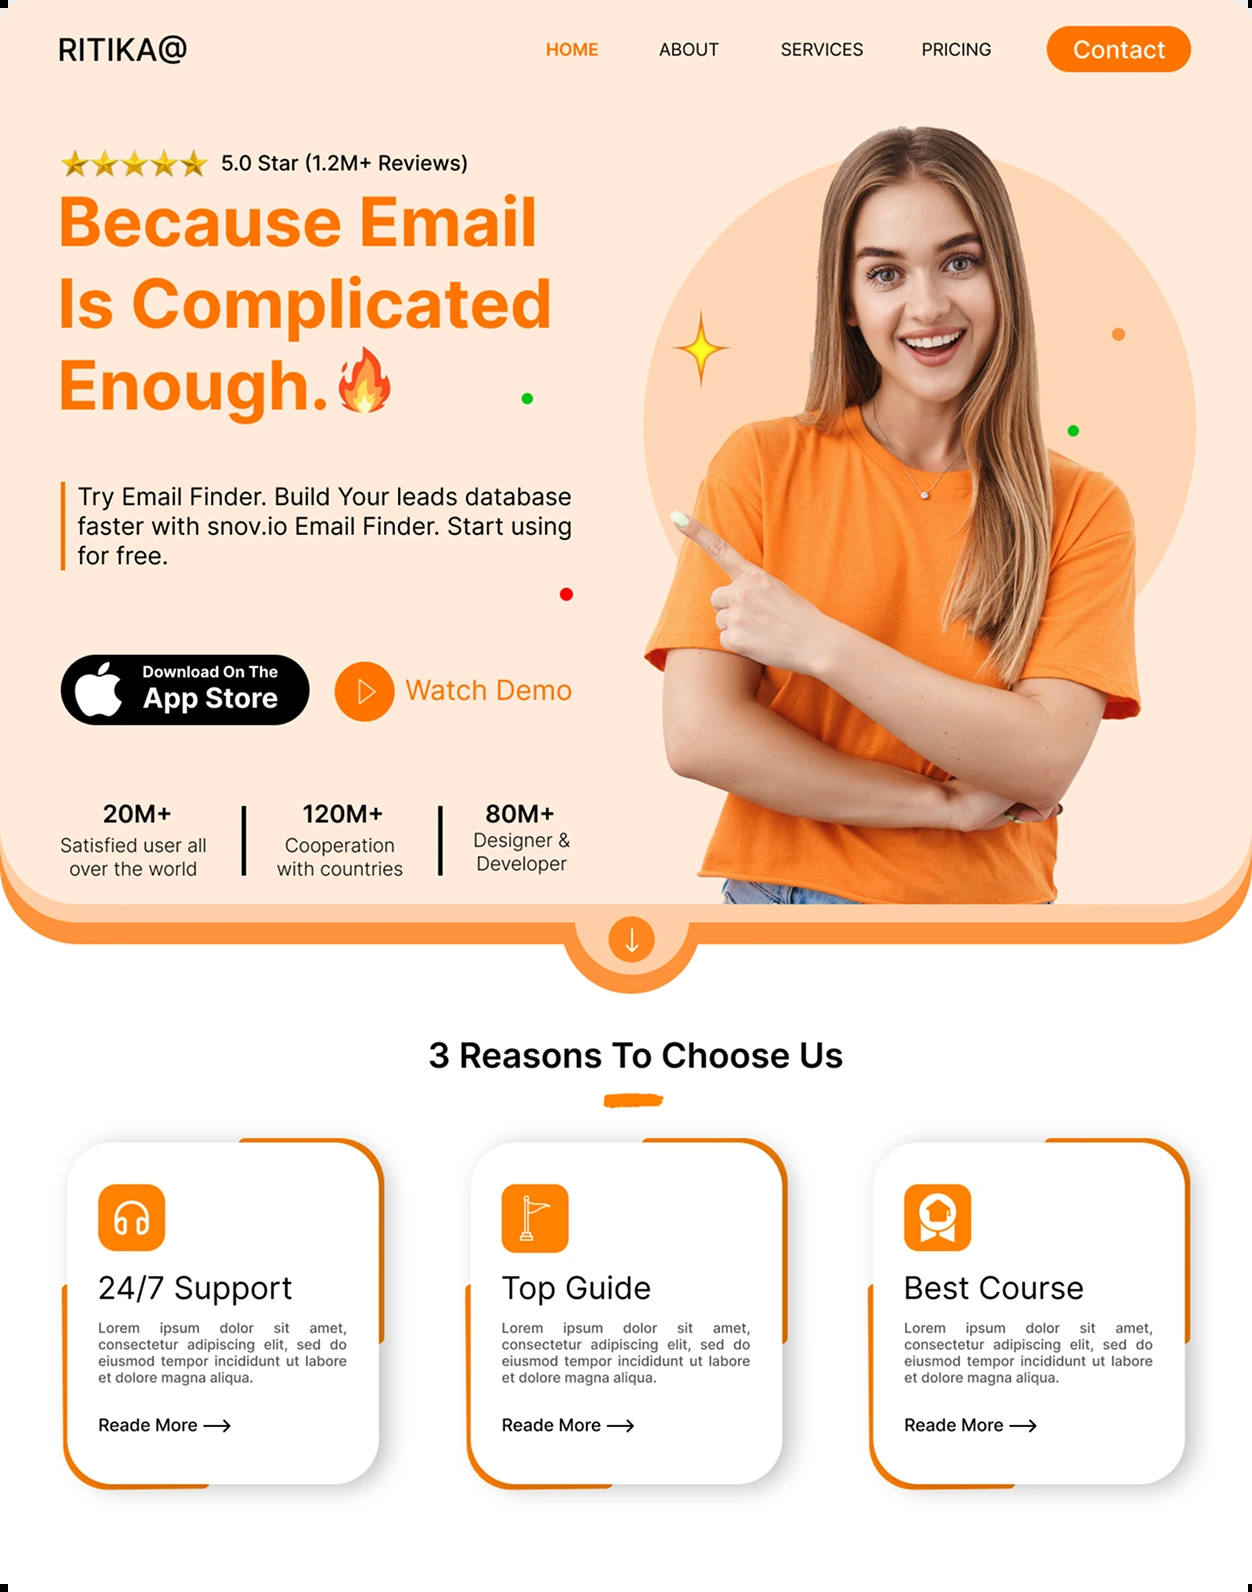 RITIKA@
HOME
ABOUT
SERVICES
PRICING
Contact
5.0 Star (1.2M+ Reviews)
Because Email
Is Complicated
Enough.
Try Email Finder. Build Your leads database
faster with snov.io Email Finder. Start using
for free.
Download On The
App Store
Watch Demo
20M+
Satisfied user all
over the world
120M+
Cooperation
with countries
80M+
Designer &
Developer
3 Reasons To Choose Us
24/7 Support
Lorem ipsum dolor sit amet,
consectetur adipiscing elit, sed do
eiusmod tempor incididunt ut labore
et dolore magna aliqua.
Reade More
Top Guide
Lorem ipsum dolor sit amet,
consectetur adipiscing elit, sed do
eiusmod tempor incididunt ut labore
et dolore magna aliqua.
Reade More
Best Course
Lorem ipsum dolor sit amet,
consectetur adipiscing elit, sed do
eiusmod tempor incididunt ut labore
et dolore magna aliqua.
Reade More